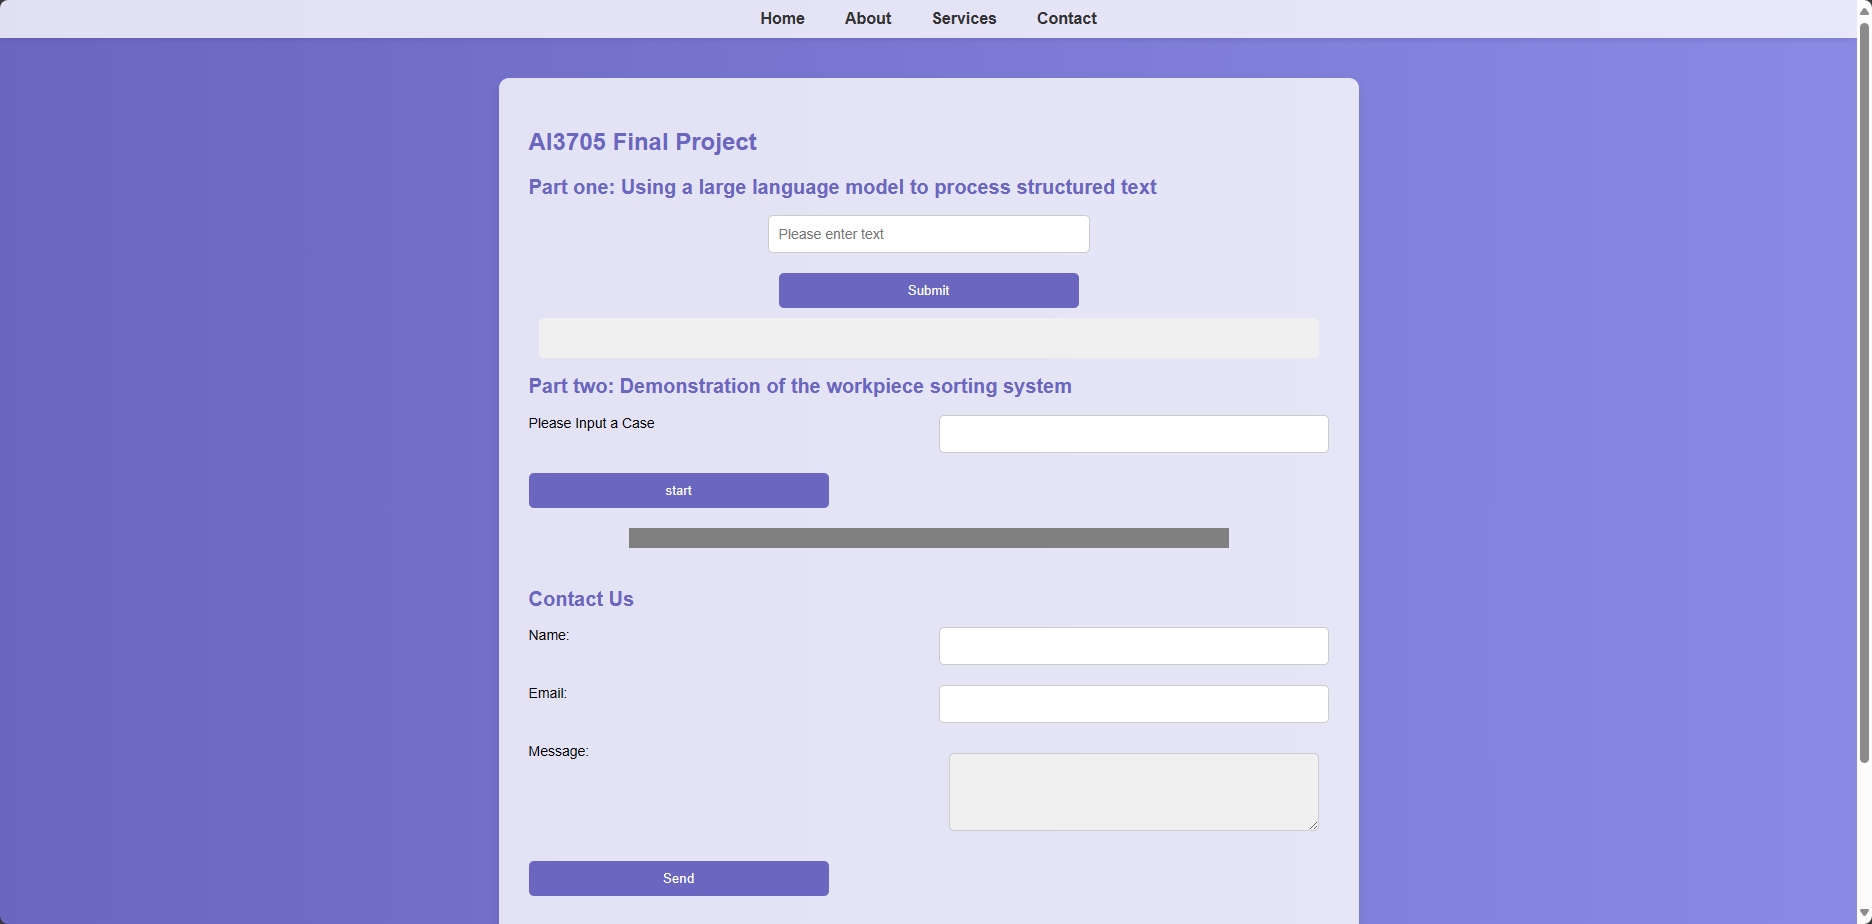 Home About Services Contact
AI3705 Final Project
Part one: Using a large language model to process structured text
Please enter text
Submit
Part two: Demonstration of the workpiece sorting system
Please Input a Case
start
Contact Us
Name:
Email:
Message:
Send